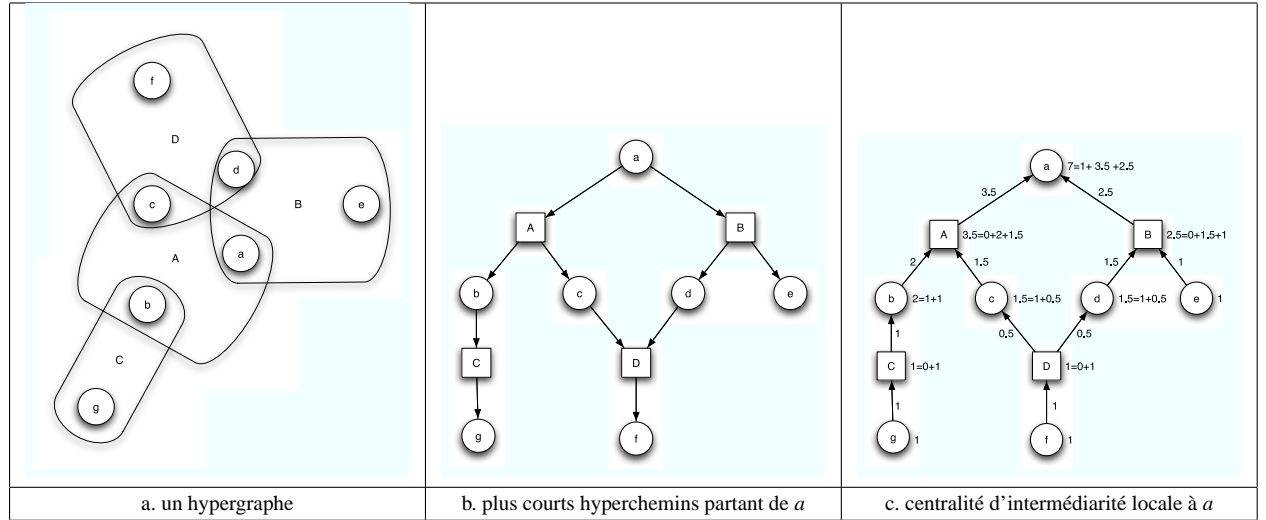 f
D
d
B
e
c
A
a
b
C
g
a
A
B
b
c
d
e
C
D
g
f
a
7=1+ 3.5 +2.5
3.5
2.5
A
3.5=0+2+1.5
B
2.5=0+1.5+1
2
1.5
1.5
1
b
2=1+1
c
1.5=1+0.5
d
1.5=1+0.5
e
1
1
0.5
0.5
C
1=0+1
D
1=0+1
1
1
g
1
f
1
a. un hypergraphe
b. plus courts hyperchemins partant de a
c. centralité d'intermédiarité locale à a